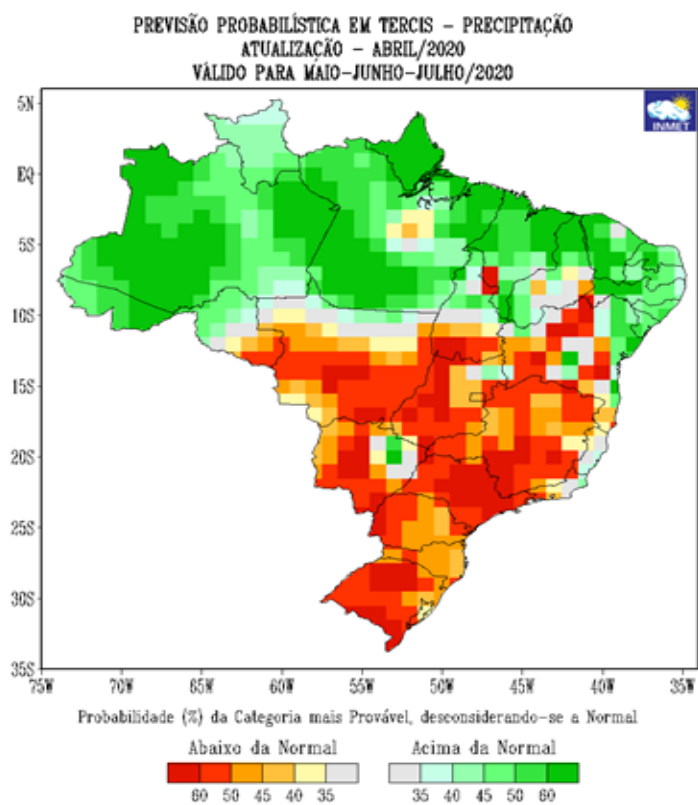 PREVISÃO PROBABILÍSTICA EM TERCIS – PRECIPITAÇÃO
ATUALIZAÇÃO – ABRIL/2020
VÁLIDO PARA MAIO-JUNHO-JULHO/2020
INMET
5N
EQ
5S
10S
15S
20S
25S
30S
35S
75W 70W 65W 60W 55W 50W 45W 40W 35W
Probabilidade (%) da Categoria mais Provável, desconsiderando-se a Normal
Abaixo da Normal Acima da Normal
60 50 45 40 35 35 40 45 50 60